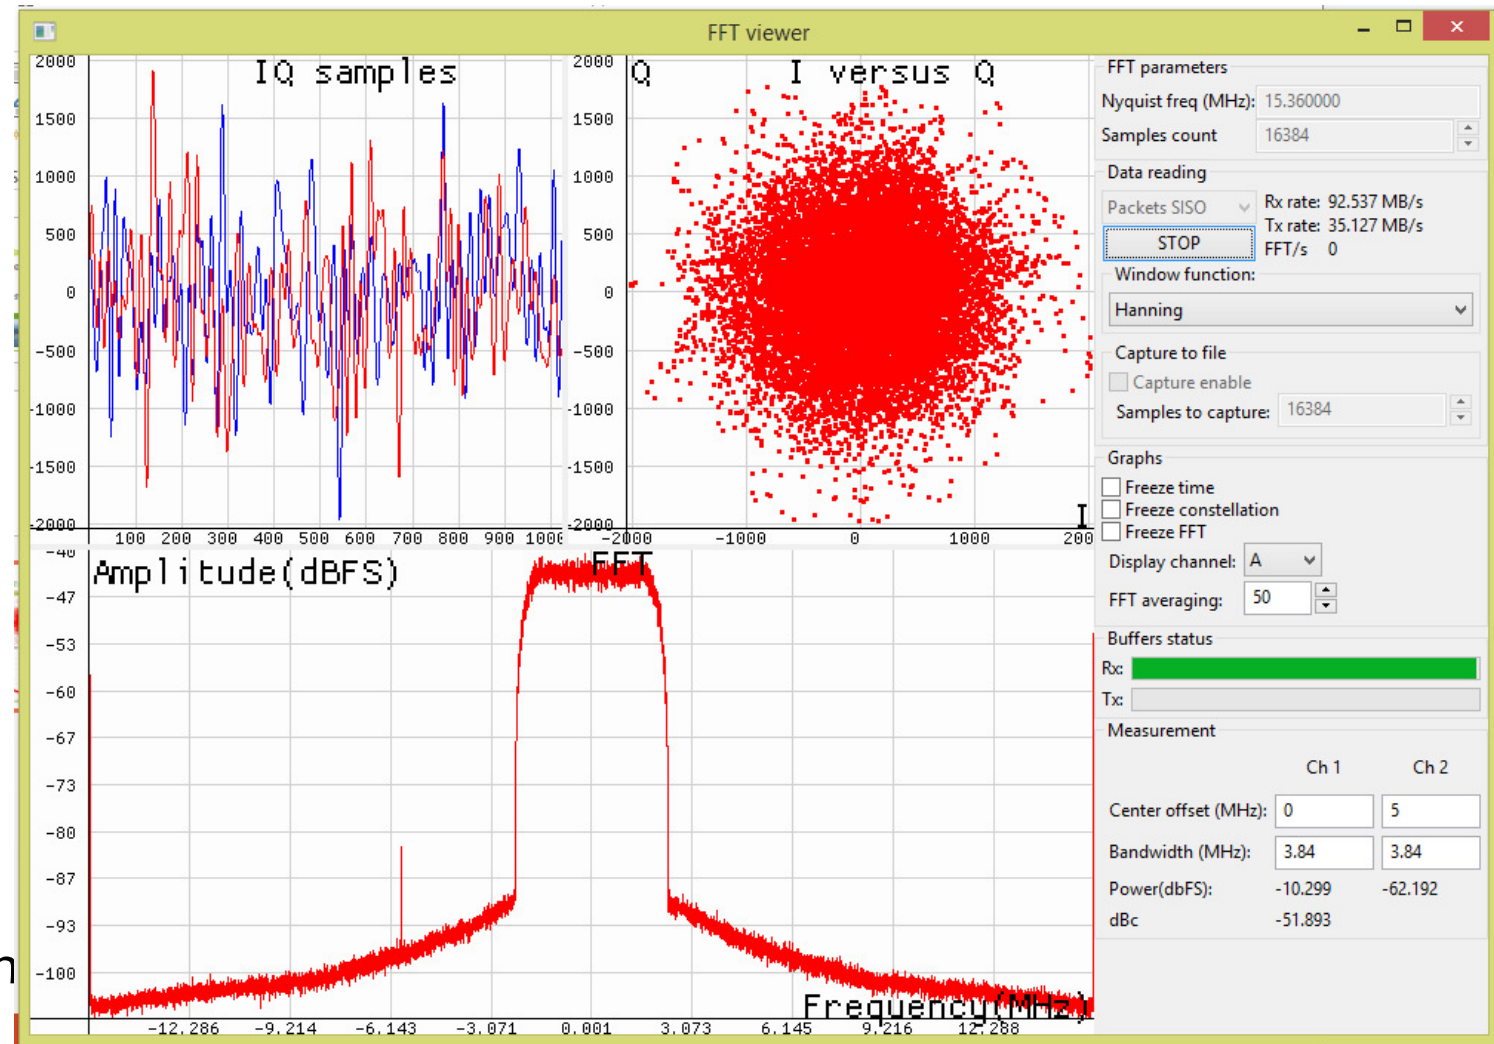 FFT viewer
IQ samples
2000
1500
1000
500
0
-500
-1000
-1500
-2000
100 200 300 400 500 600 700 800 900 1000
I versus Q
Q
2000
1500
1000
500
0
-500
-1000
-1500
-2000
-2000 -1000 0 1000 200
I
FFT
Amplitude(dBFS)
-40
-47
-53
-60
-67
-73
-80
-87
-93
-100
Frequency(MHz)
-12.286 -9.214 -6.143 -3.071 0.001 3.073 6.145 9.216 12.288
FFT parameters
Nyquist freq (MHz): 15.360000
Samples count 16384
Data reading
Packets SISO
STOP
Rx rate: 92.537 MB/s
Tx rate: 35.127 MB/s
FFT/s 0
Window function:
Hanning
Capture to file
Capture enable
Samples to capture: 16384
Graphs
Freeze time
Freeze constellation
Freeze FFT
Display channel: A
FFT averaging: 50
Buffers status
Rx:
Tx:
Measurement
Ch 1 Ch 2
Center offset (MHz): 0 5
Bandwidth (MHz): 3.84 3.84
Power(dbFS): -10.299 -62.192
dBc -51.893